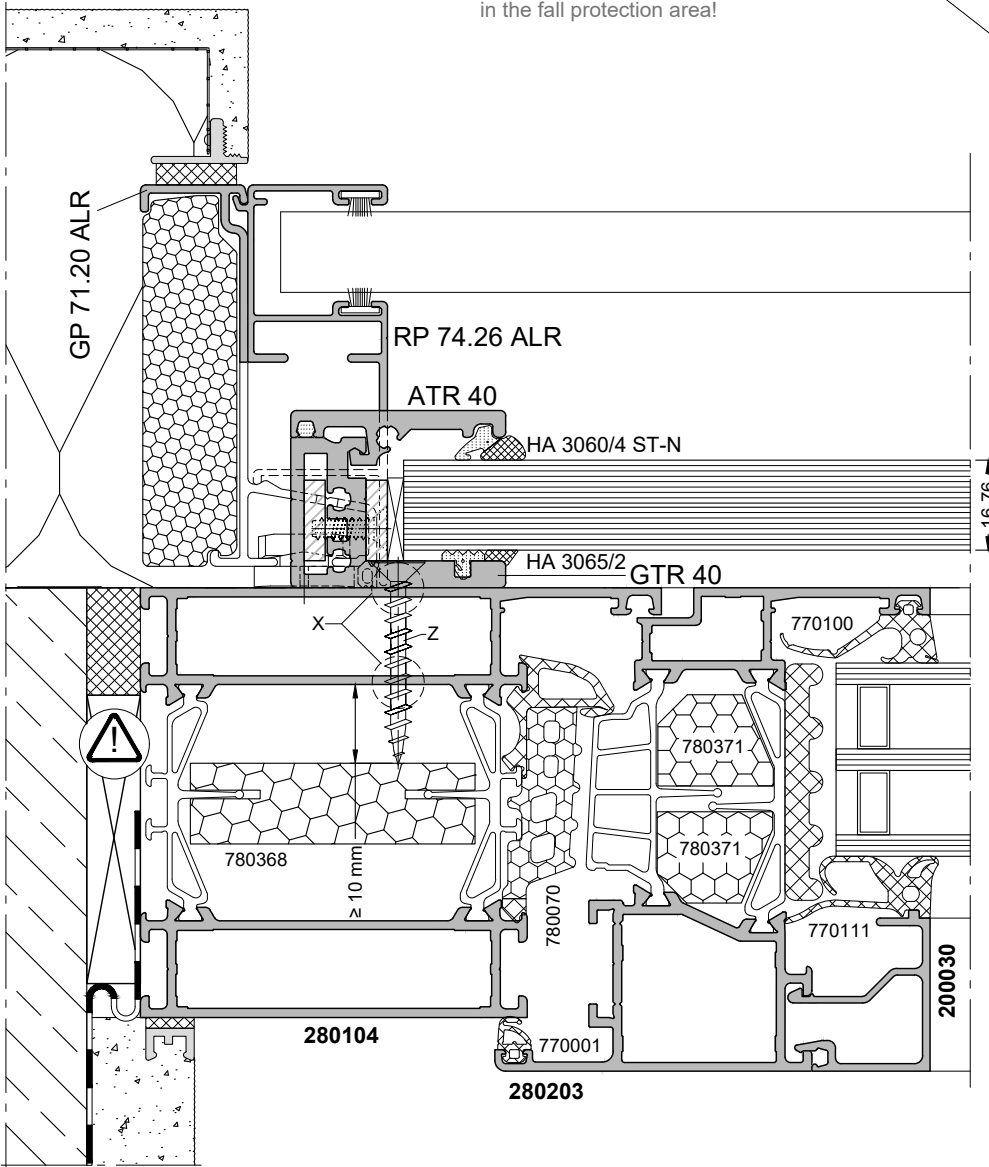 in the fall protection area!
GP 71.20 ALR
RP 74.26 ALR
ATR 40
HA 3060/4 ST-N
16.76
HA 3065/2
GTR 40
X
Z
770100
780371
780371
780368
≥ 10 mm
780070
770111
200030
280104
770001
280203